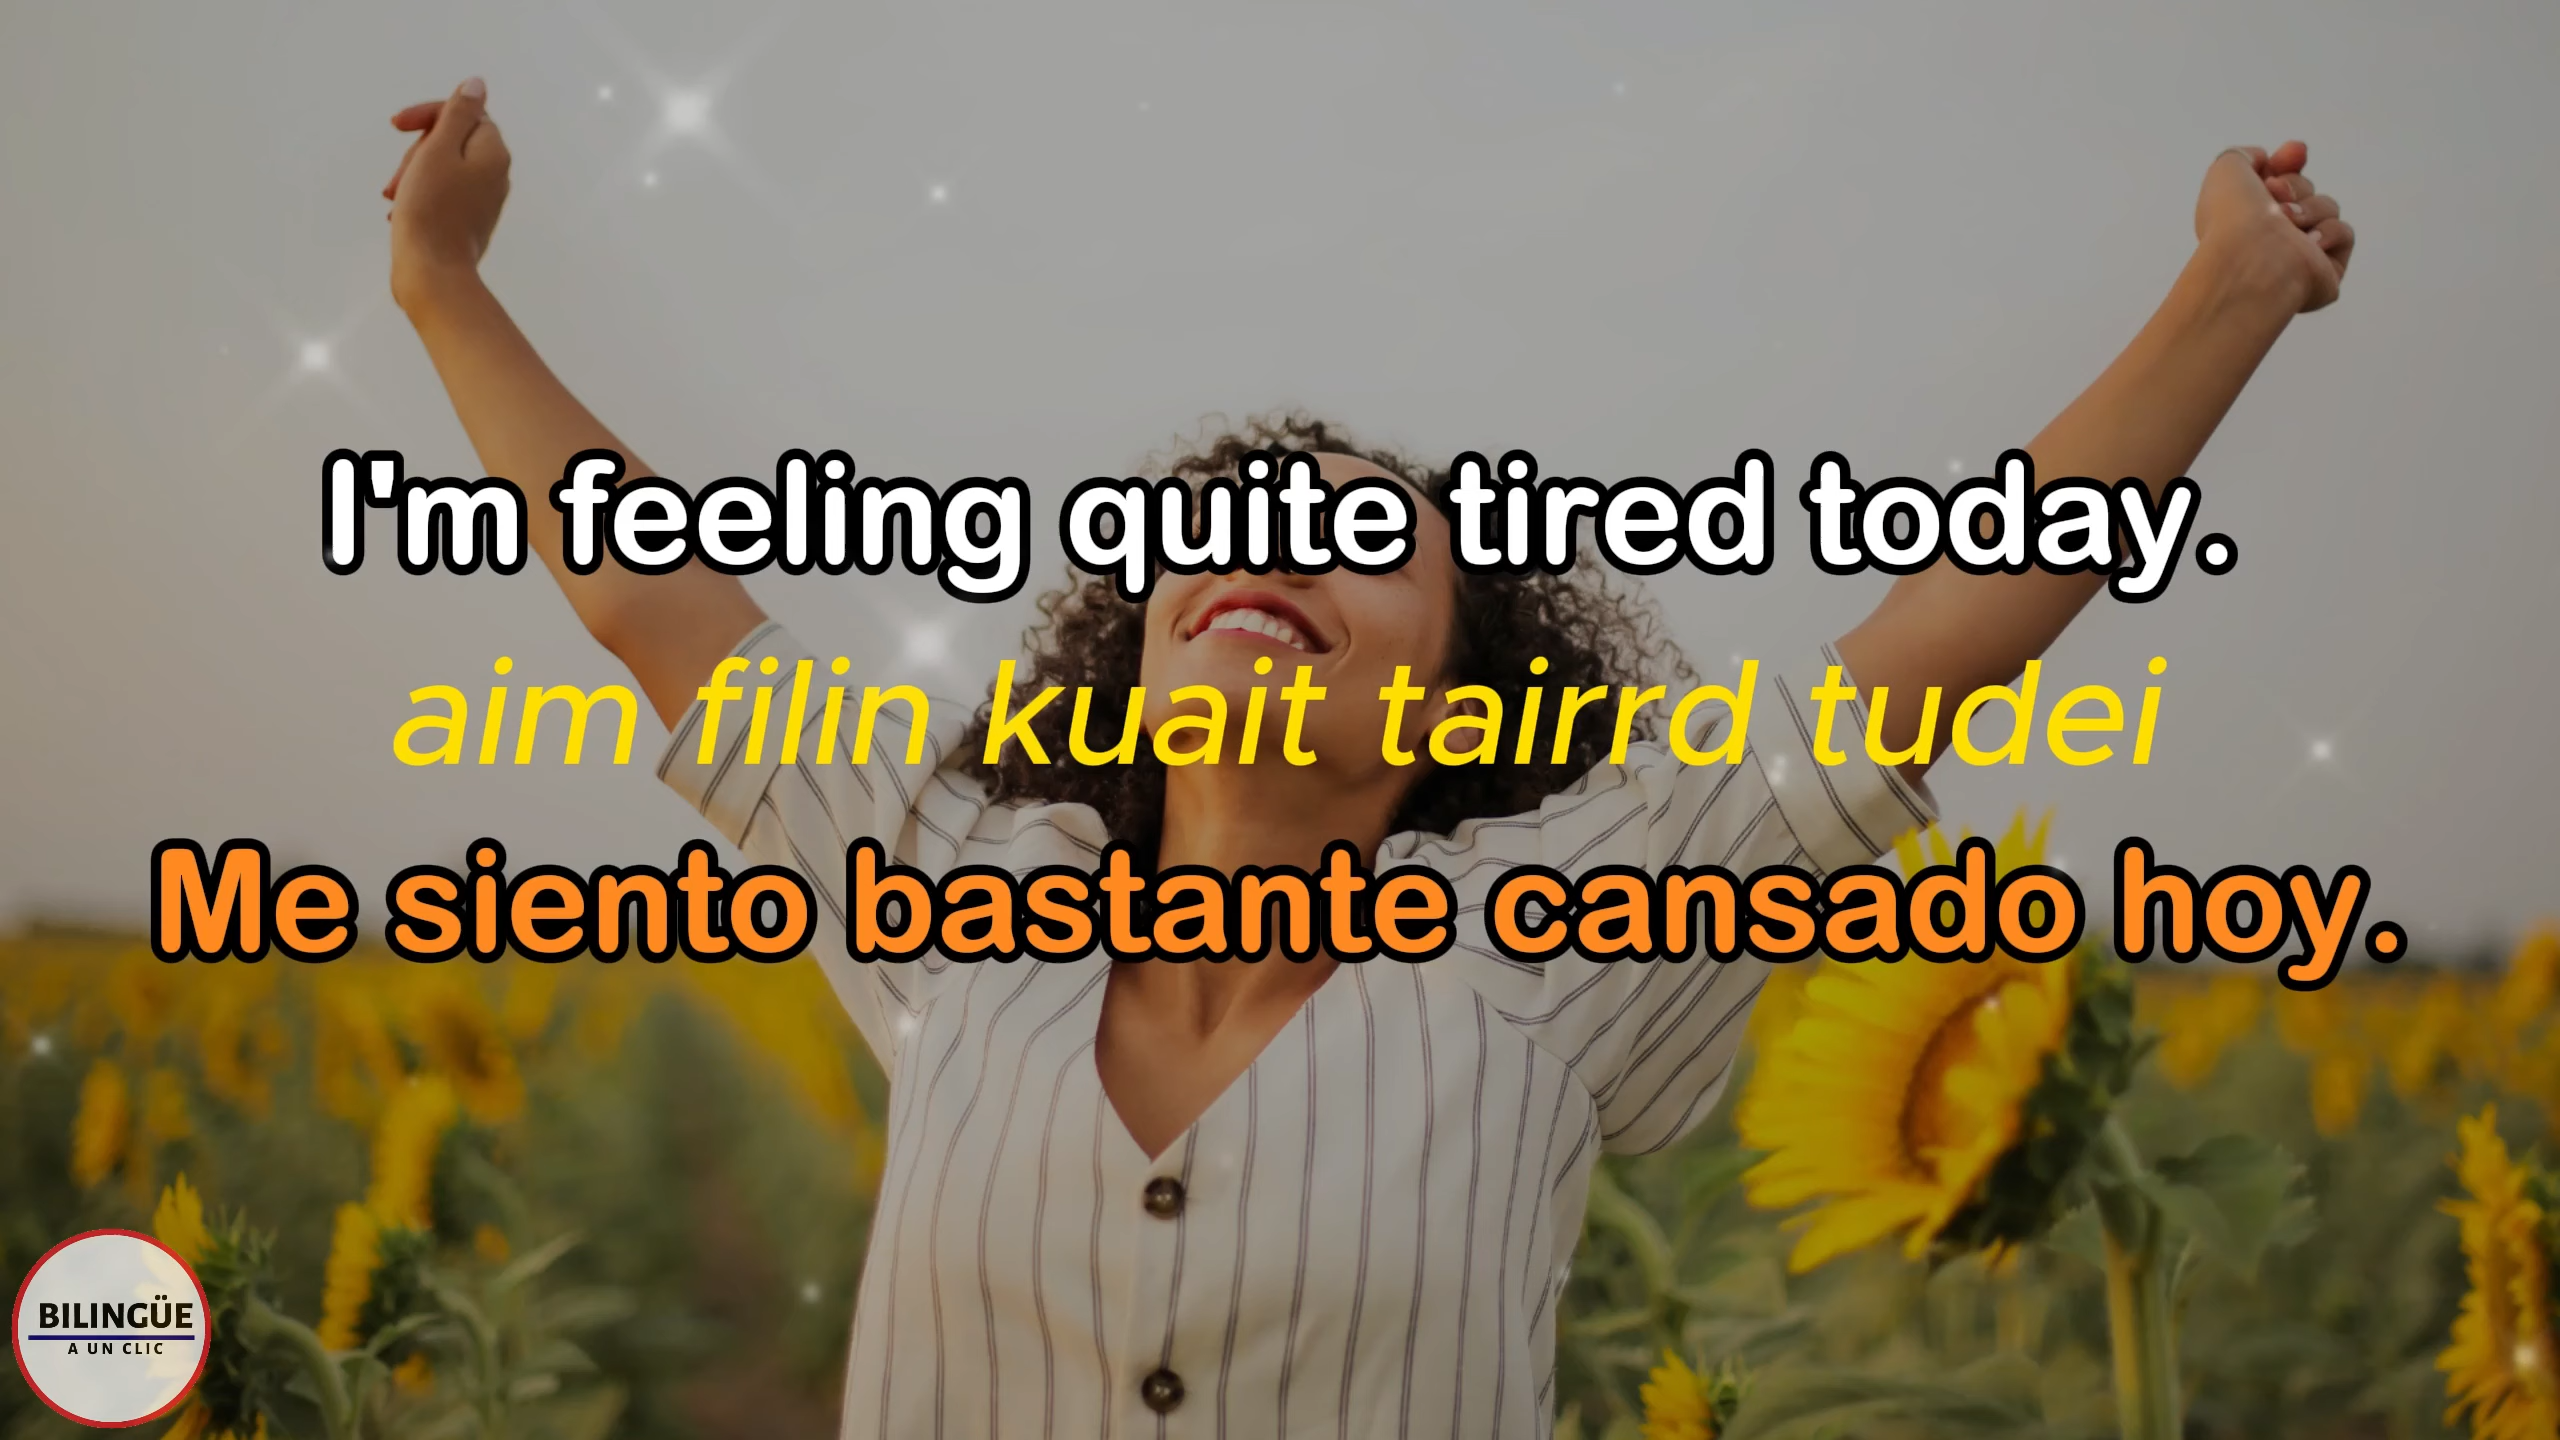 I'm feeling quite tired today.
aim filin kuait tairrd tudei
Me siento bastante cansado hoy.
BILINGÜE
A UN CLIC